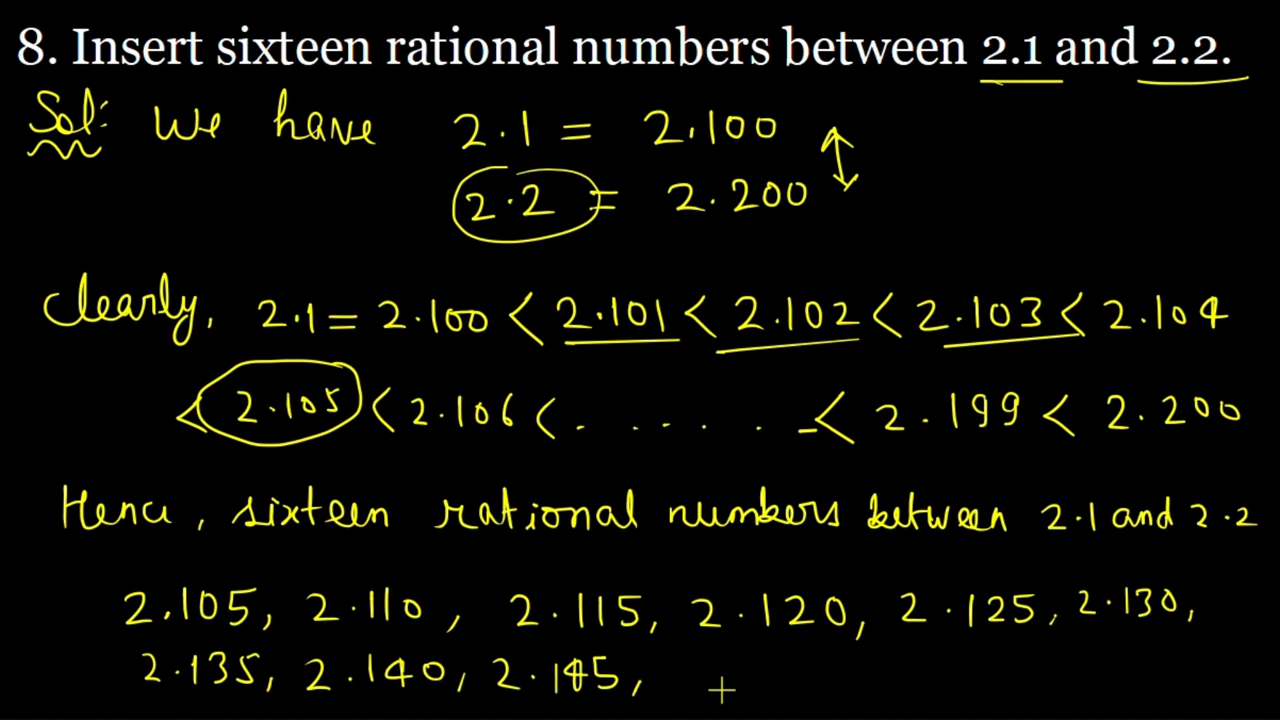 8. Insert sixteen rational numbers between 2.1 and 2.2.
Sol: We have 2.1 = 2.100
2.2 = 2.200
Clearly, 2.1 = 2.100 < 2.101 < 2.102 < 2.103 < 2.104
< 2.105 < 2.106 < . . . . . . < 2.199 < 2.200
Hence, sixteen rational numbers between 2.1 and 2.2
2.105, 2.110, 2.115, 2.120, 2.125, 2.130,
2.135, 2.140, 2.145,